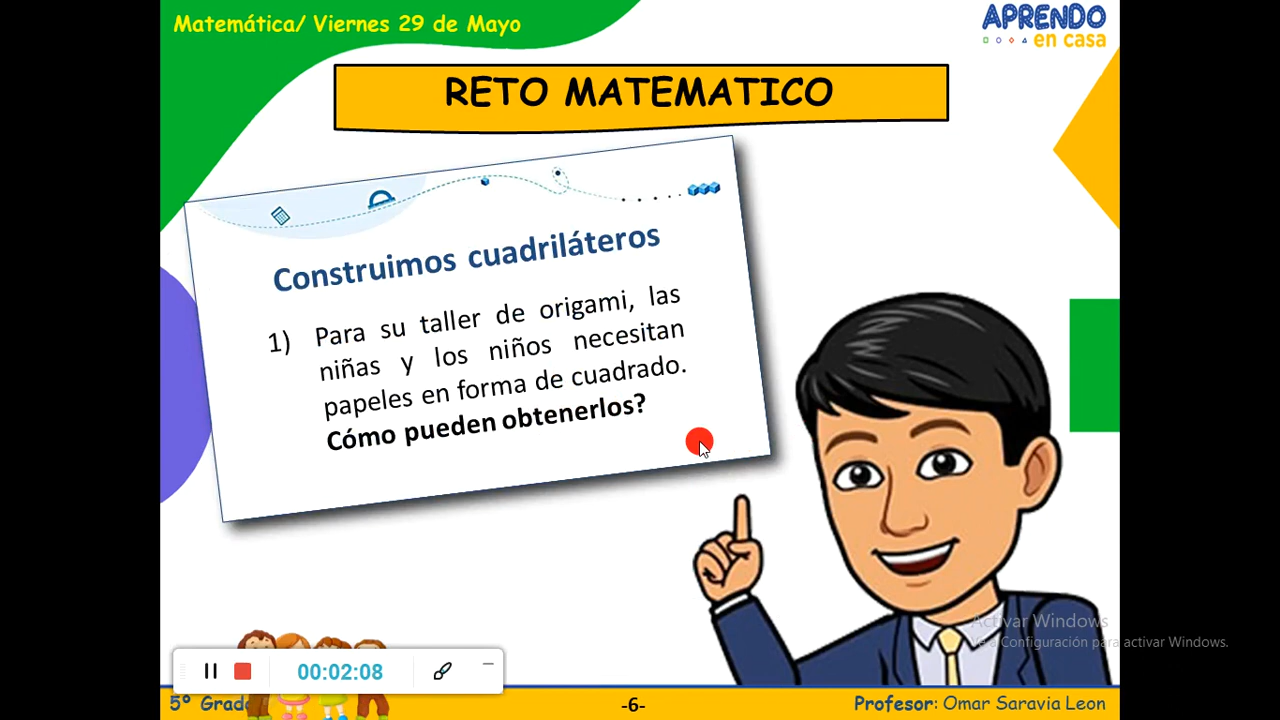 Matemática/ Viernes 29 de Mayo
APRENDO
en casa
RETO MATEMATICO
Construimos cuadriláteros
1) Para su taller de origami, las
niñas y los niños necesitan
papeles en forma de cuadrado.
Cómo pueden obtenerlos?
Activar Windows
Ve a Configuración para activar Windows.
00:02:08
5º Grado
-6-
Profesor: Omar Saravia Leon